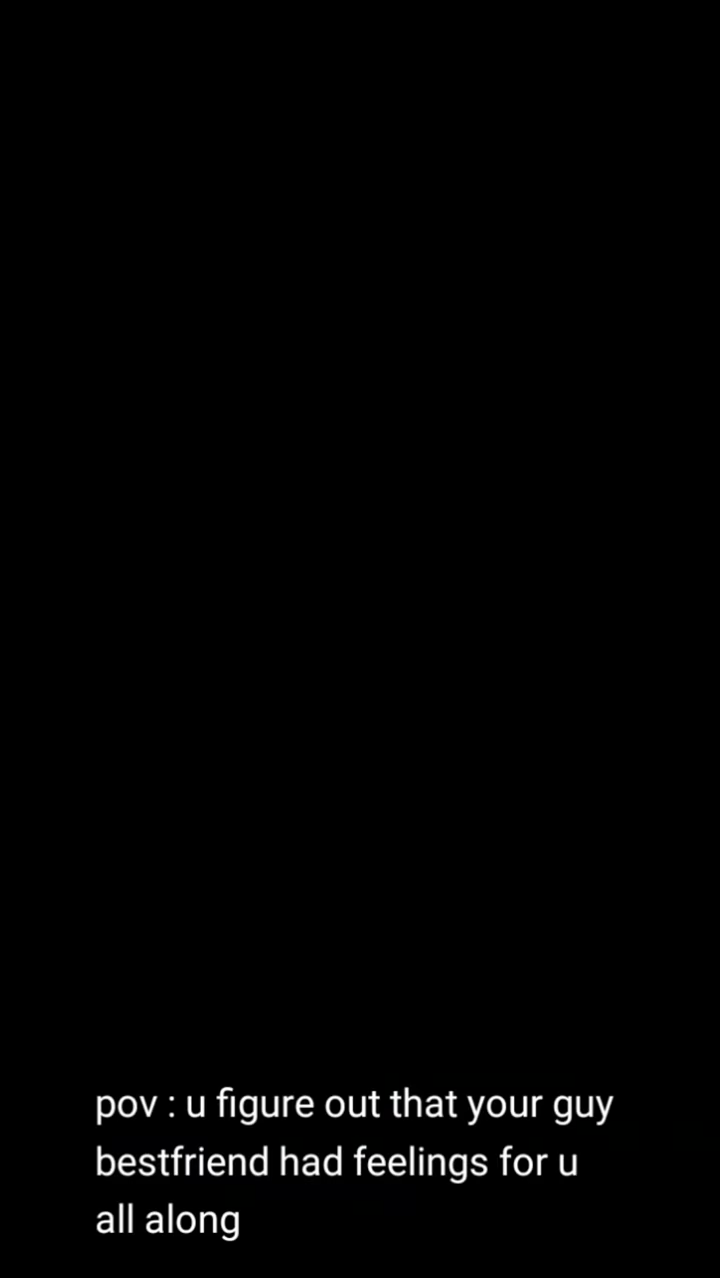 pov : u figure out that your guy
bestfriend had feelings for u
all along